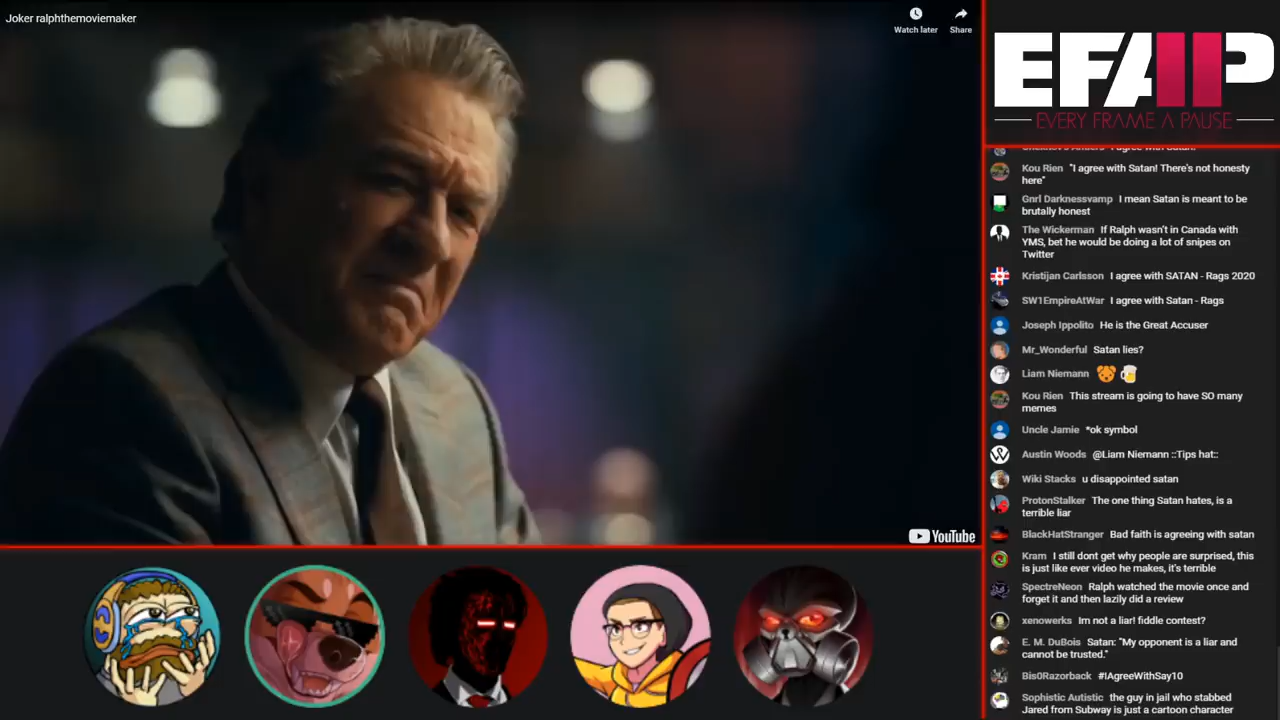 Joker ralphthemoviemaker
Watch later
Share
YouTube
EFAP
EVERY FRAME A PAUSE
Kou Rien "I agree with Satan! There's not honesty
here"
Gnrl Darknessvamp I mean Satan is meant to be
brutally honest
The Wickerman If Ralph wasn't in Canada with
YMS, bet he would be doing a lot of snipes on
Twitter
Kristijan Carlsson I agree with SATAN - Rags 2020
SW1EmpireAtWar I agree with Satan - Rags
Joseph Ippolito He is the Great Accuser
Mr_Wonderful Satan lies?
Liam Niemann
Kou Rien This stream is going to have SO many
memes
Uncle Jamie *ok symbol
Austin Woods @Liam Niemann ::Tips hat::
Wiki Stacks u disappointed satan
ProtonStalker The one thing Satan hates, is a
terrible liar
BlackHatStranger Bad faith is agreeing with satan
Kram I still dont get why people are surprised, this
is just like ever video he makes, it's terrible
SpectreNeon Ralph watched the movie once and
forget it and then lazily did a review
xenowerks Im not a liar! fiddle contest?
E. M. DuBois Satan: "My opponent is a liar and
cannot be trusted."
Bis0Razorback #IAgreeWithSay10
Sophistic Autistic the guy in jail who stabbed
Jared from Subway is just a cartoon character